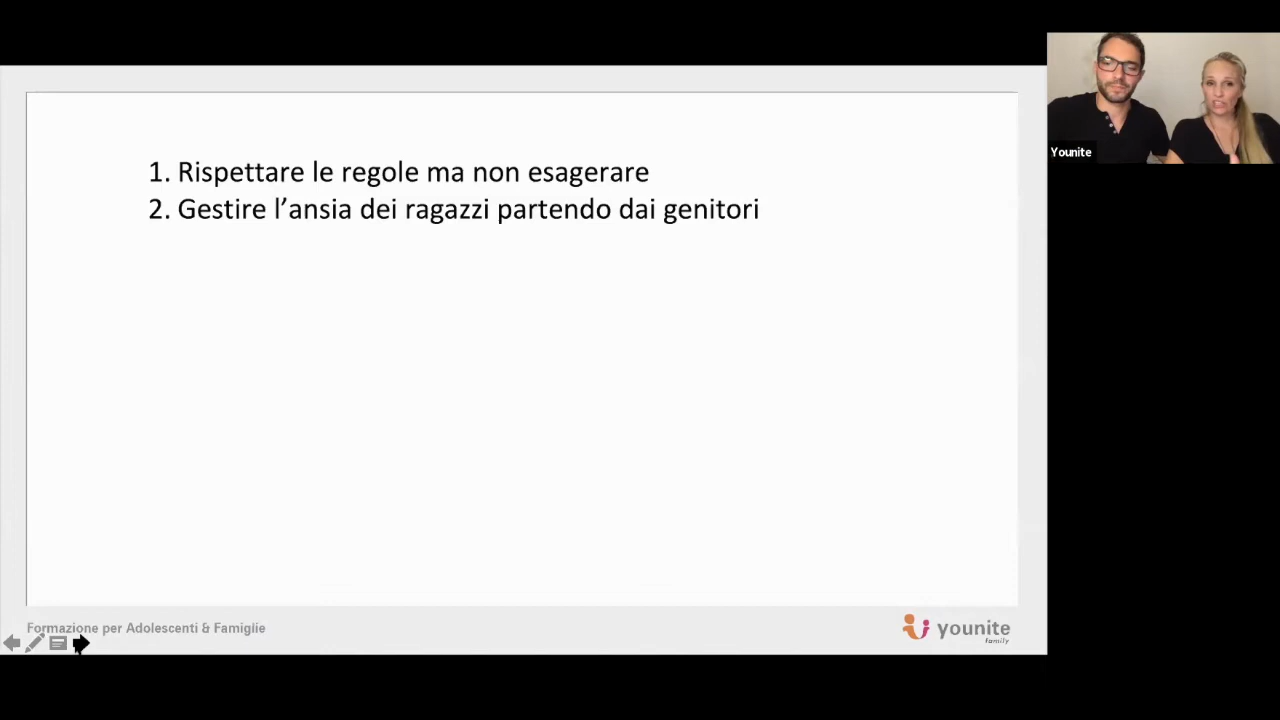 1. Rispettare le regole ma non esagerare
2. Gestire l’ansia dei ragazzi partendo dai genitori
Younite
Formazione per Adolescenti & Famiglie
younite
family